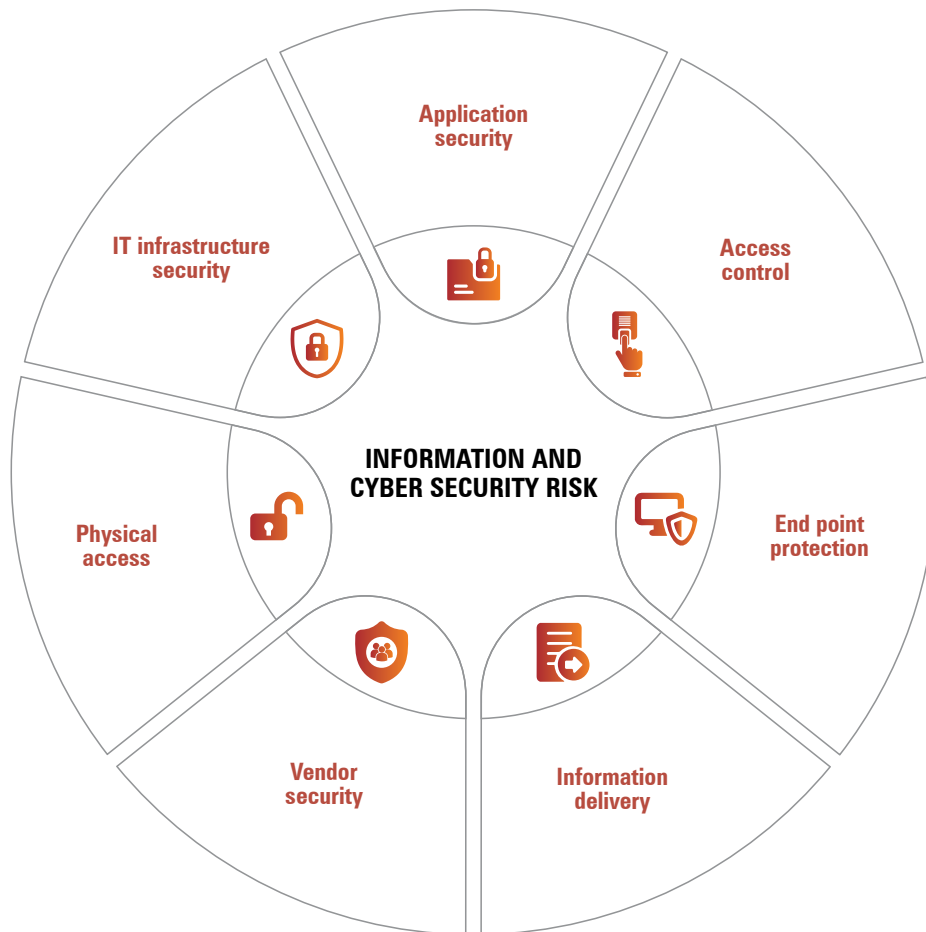 Application
security
IT infrastructure
security
Access
control
INFORMATION AND
CYBER SECURITY RISK
Physical
access
End point
protection
Vendor
security
Information
delivery